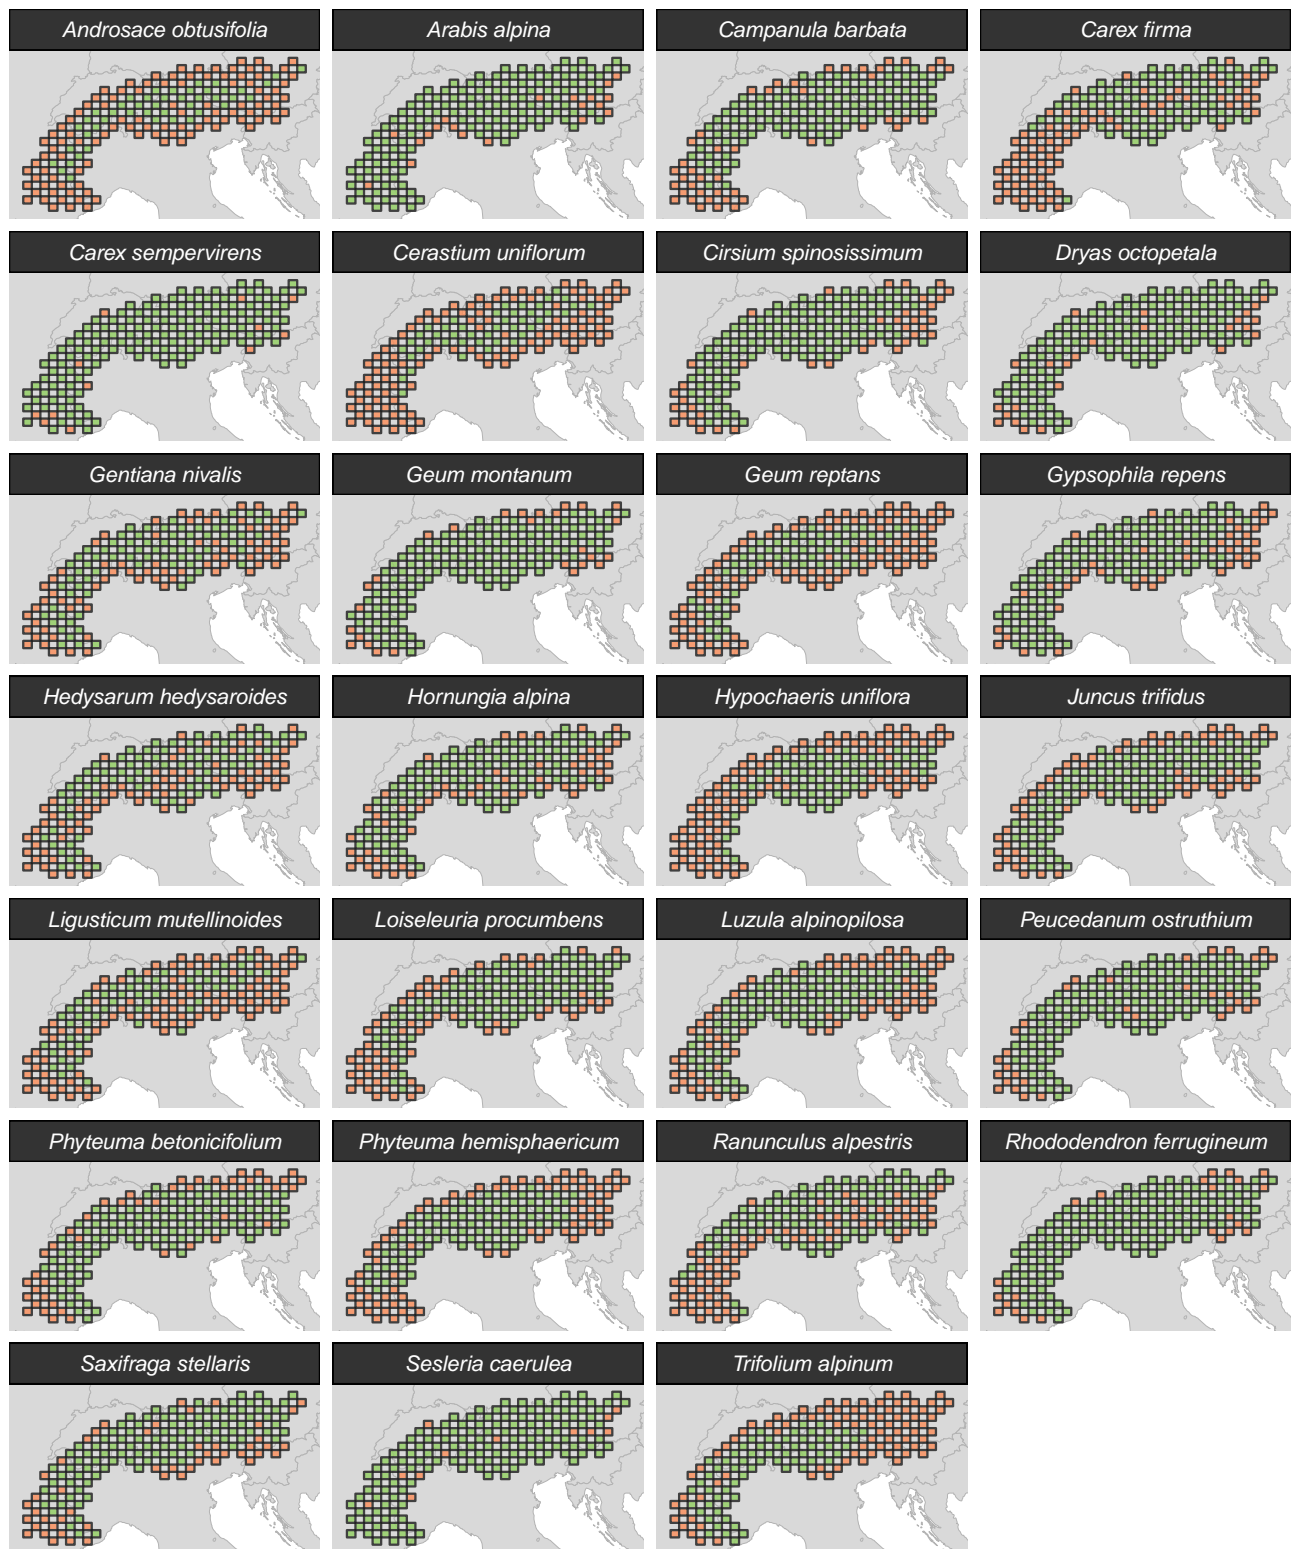 Androsace obtusifolia
Arabis alpina
Campanula barbata
Carex firma
Carex sempervirens
Cerastium uniflorum
Cirsium spinosissimum
Dryas octopetala
Gentiana nivalis
Geum montanum
Geum reptans
Gypsophila repens
Hedysarum hedysaroides
Hornungia alpina
Hypochaeris uniflora
Juncus trifidus
Ligusticum mutellinoides
Loiseleuria procumbens
Luzula alpinopilosa
Peucedanum ostruthium
Phyteuma betonicifolium
Phyteuma hemisphaericum
Ranunculus alpestris
Rhododendron ferrugineum
Saxifraga stellaris
Sesleria caerulea
Trifolium alpinum